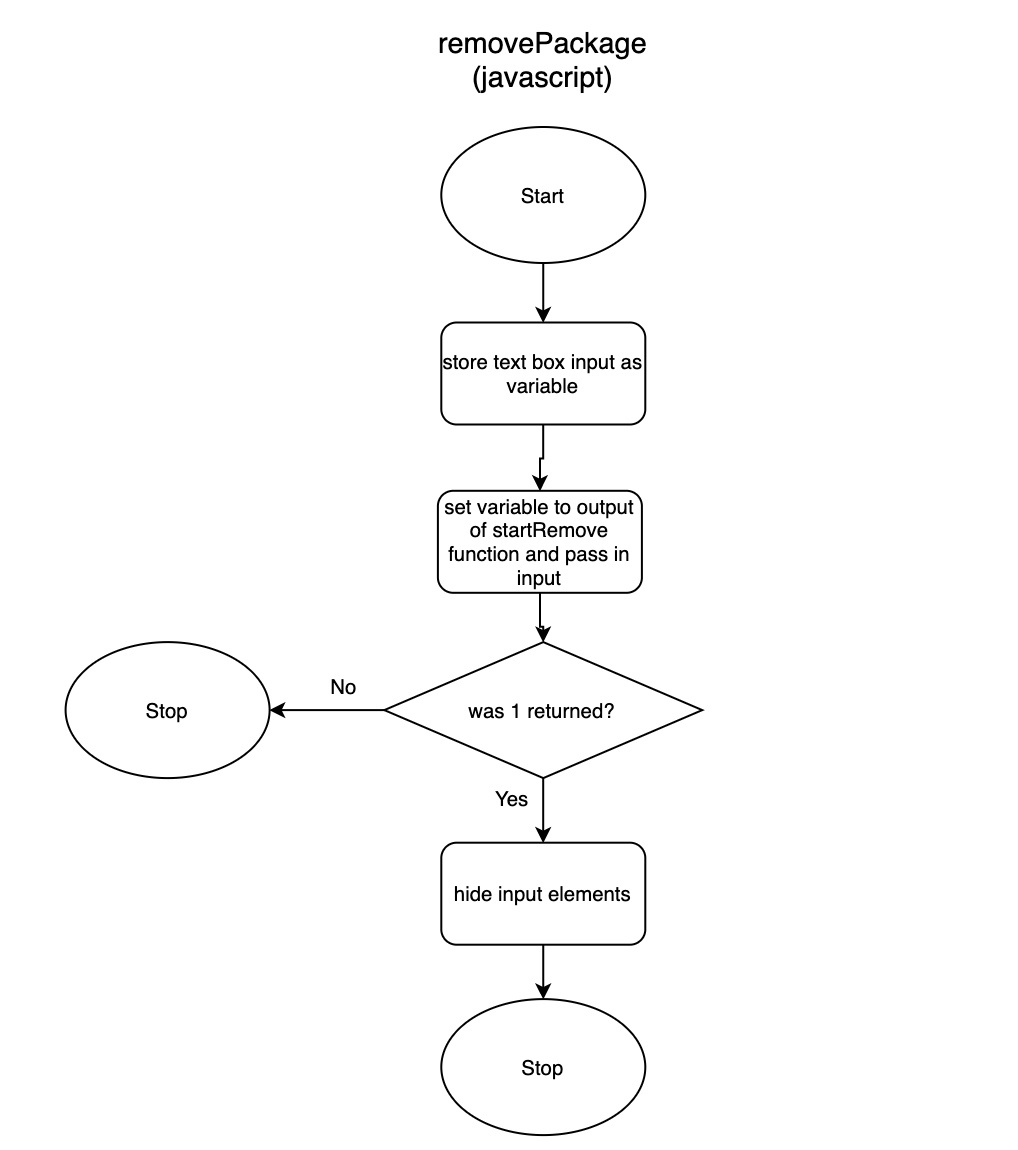 removePackage
(javascript)
Start
store text box input as
variable
set variable to output
of startRemove
function and pass in
input
was 1 returned?
No
Stop
Yes
hide input elements
Stop